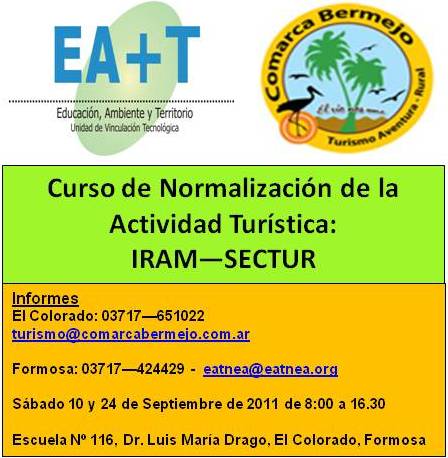 EA+T
Educación, Ambiente y Territorio
Unidad de Vinculación Tecnológica
Comarca Bermejo
El río nos une
Turismo Aventura - Rural
Curso de Normalización de la
Actividad Turística:
IRAM—SECTUR
Informes
El Colorado: 03717—651022
turismo@comarcabermejo.com.ar
Formosa: 03717—424429 - eatnea@eatnea.org
Sábado 10 y 24 de Septiembre de 2011 de 8:00 a 16.30
Escuela Nº 116, Dr. Luis María Drago, El Colorado, Formosa